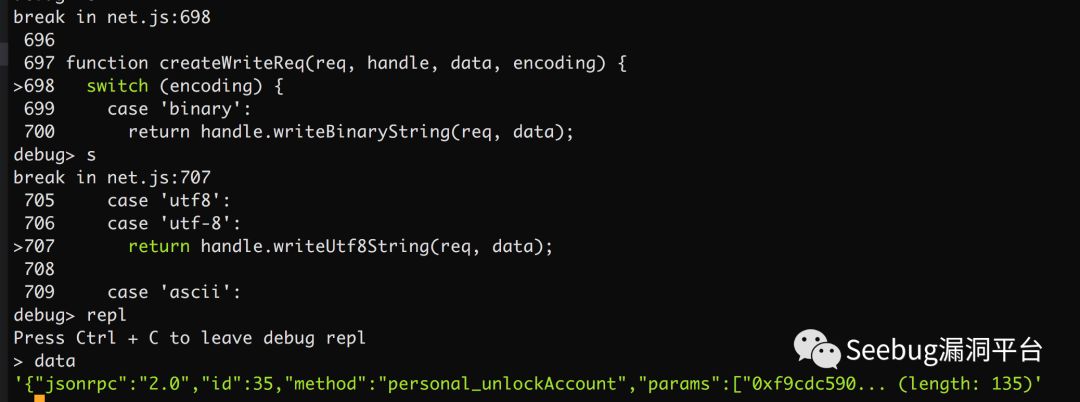 break in net.js:698
696
697 function createWriteReq(req, handle, data, encoding) {
>698 switch (encoding) {
699 case 'binary':
700 return handle.writeBinaryString(req, data);
debug> s
break in net.js:707
705 case 'utf8':
706 case 'utf-8':
>707 return handle.writeUtf8String(req, data);
708
709 case 'ascii':
debug> repl
Press Ctrl + C to leave debug repl
> data
'{"jsonrpc":"2.0","id":35,"method":"personal_unlockAccount","params":["0xf9cdc590... (length: 135)'
Seebug漏洞平台